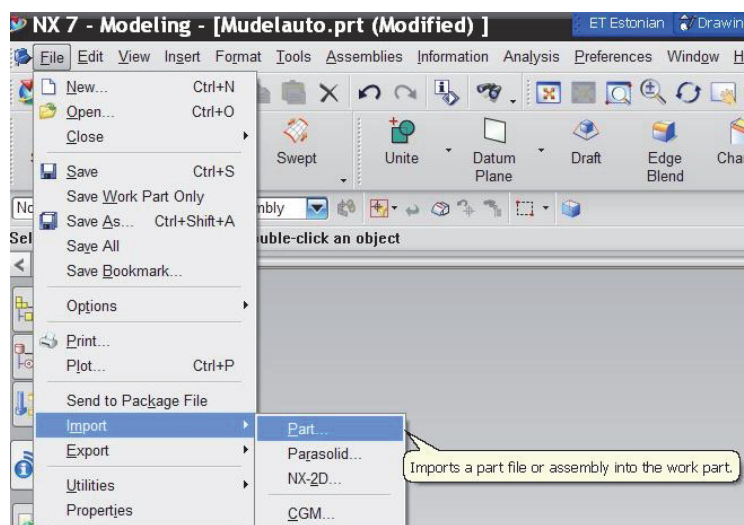 NX 7 - Modeling - [Mudelauto.prt (Modified) ]
ET Estonian
File Edit View Insert Format Tools Assemblies Information Analysis Preferences Window H
New... Ctrl+N
Open... Ctrl+O
Close
Save Ctrl+S
Save Work Part Only
Save As... Ctrl+Shift+A
Save All
Save Bookmark...
Options
Print...
Plot... Ctrl+P
Send to Package File
Import
Export
Utilities
Properties
Swept
Unite
Datum
Plane
Draft
Edge
Blend
uble-click an object
Part...
Parasolid...
NX-2D...
CGM...
Imports a part file or assembly into the work part.